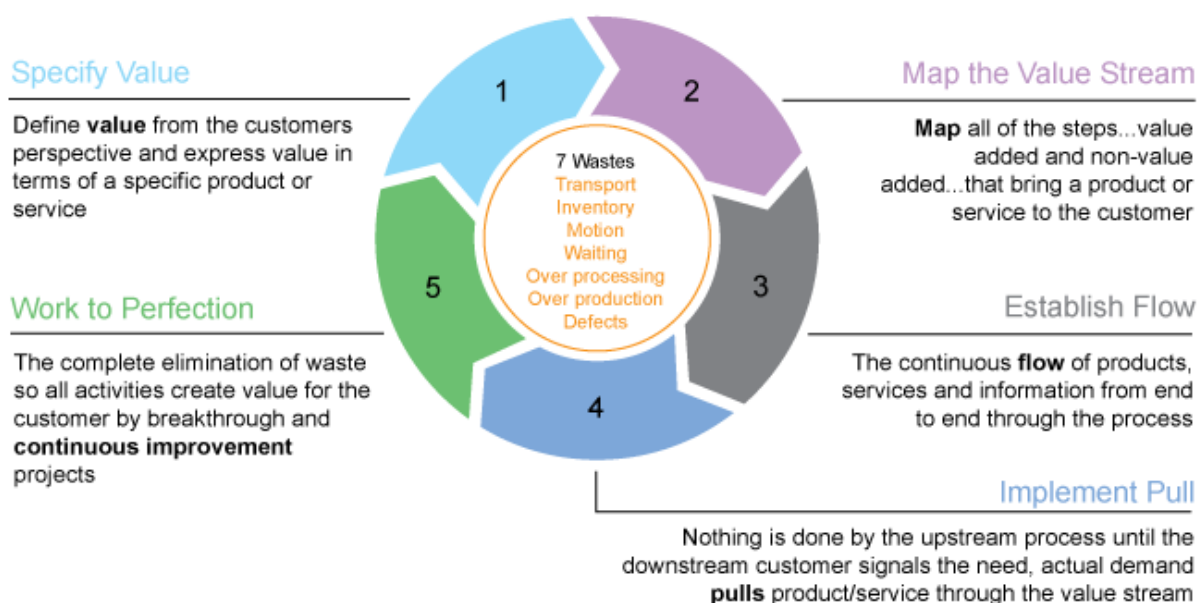 Specify Value
Define value from the customers
perspective and express value in
terms of a specific product or
service
1
2
Map the Value Stream
Map all of the steps...value
added and non-value
added...that bring a product or
service to the customer
7 Wastes
Transport
Inventory
Motion
Waiting
Over processing
Over production
Defects
3
Establish Flow
The continuous flow of products,
services and information from end
to end through the process
4
Implement Pull
Nothing is done by the upstream process until the
downstream customer signals the need, actual demand
pulls product/service through the value stream
5
Work to Perfection
The complete elimination of waste
so all activities create value for the
customer by breakthrough and
continuous improvement
projects